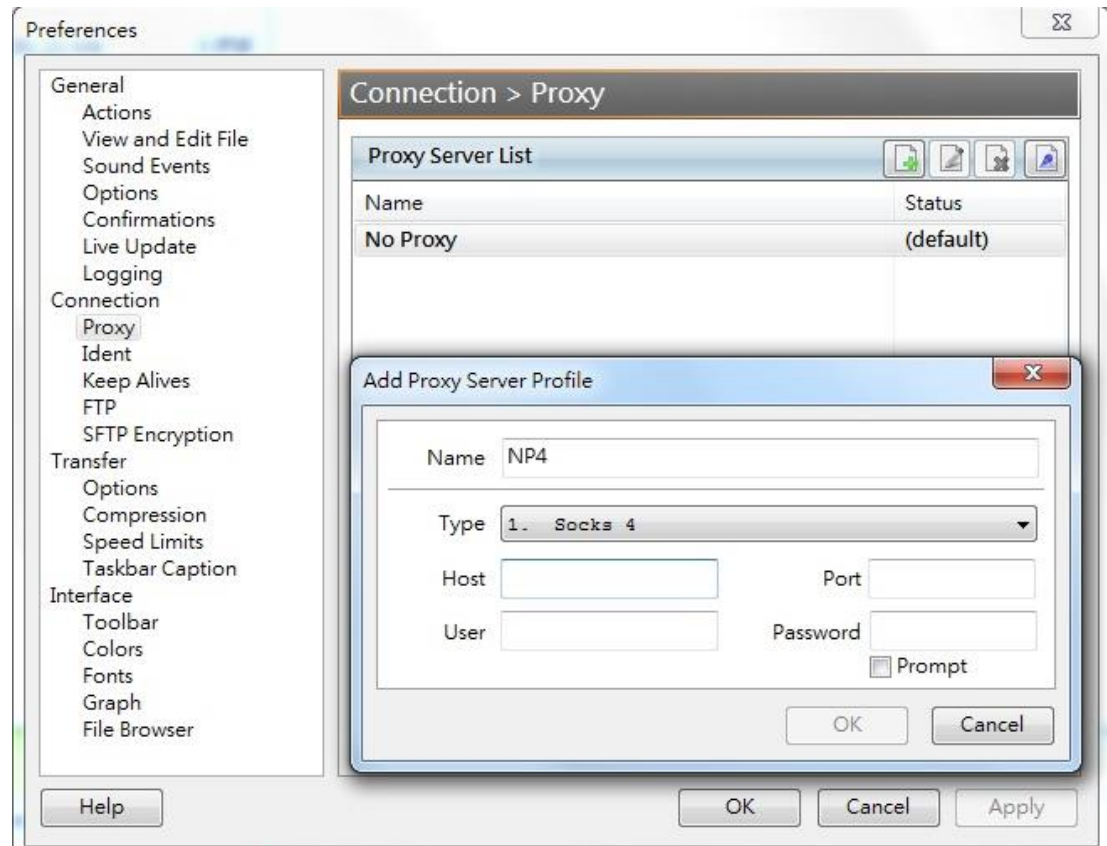 Preferences
General
Actions
View and Edit File
Sound Events
Options
Confirmations
Live Update
Logging
Connection
Proxy
Ident
Keep Alives
FTP
SFTP Encryption
Transfer
Options
Compression
Speed Limits
Taskbar Caption
Interface
Toolbar
Colors
Fonts
Graph
File Browser
Connection > Proxy
Proxy Server List
Name Status
No Proxy (default)
Add Proxy Server Profile
Name NP4
Type 1. Socks 4
Host Port
User Password
Prompt
OK Cancel
Help OK Cancel Apply